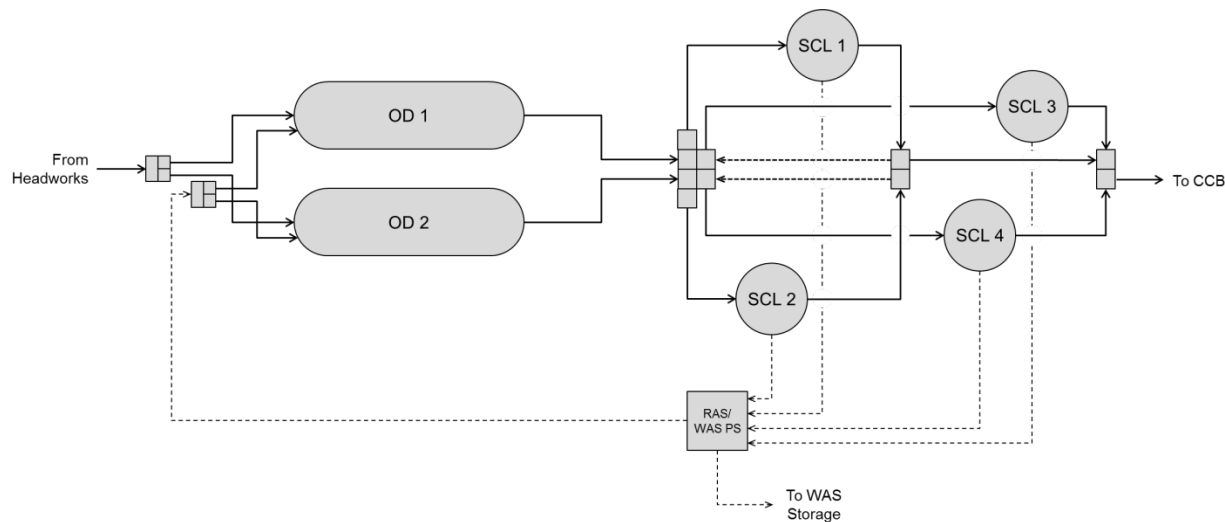 SCL 1
SCL 3
OD 1
From
Headworks
To CCB
OD 2
SCL 4
SCL 2
RAS/
WAS PS
To WAS
Storage